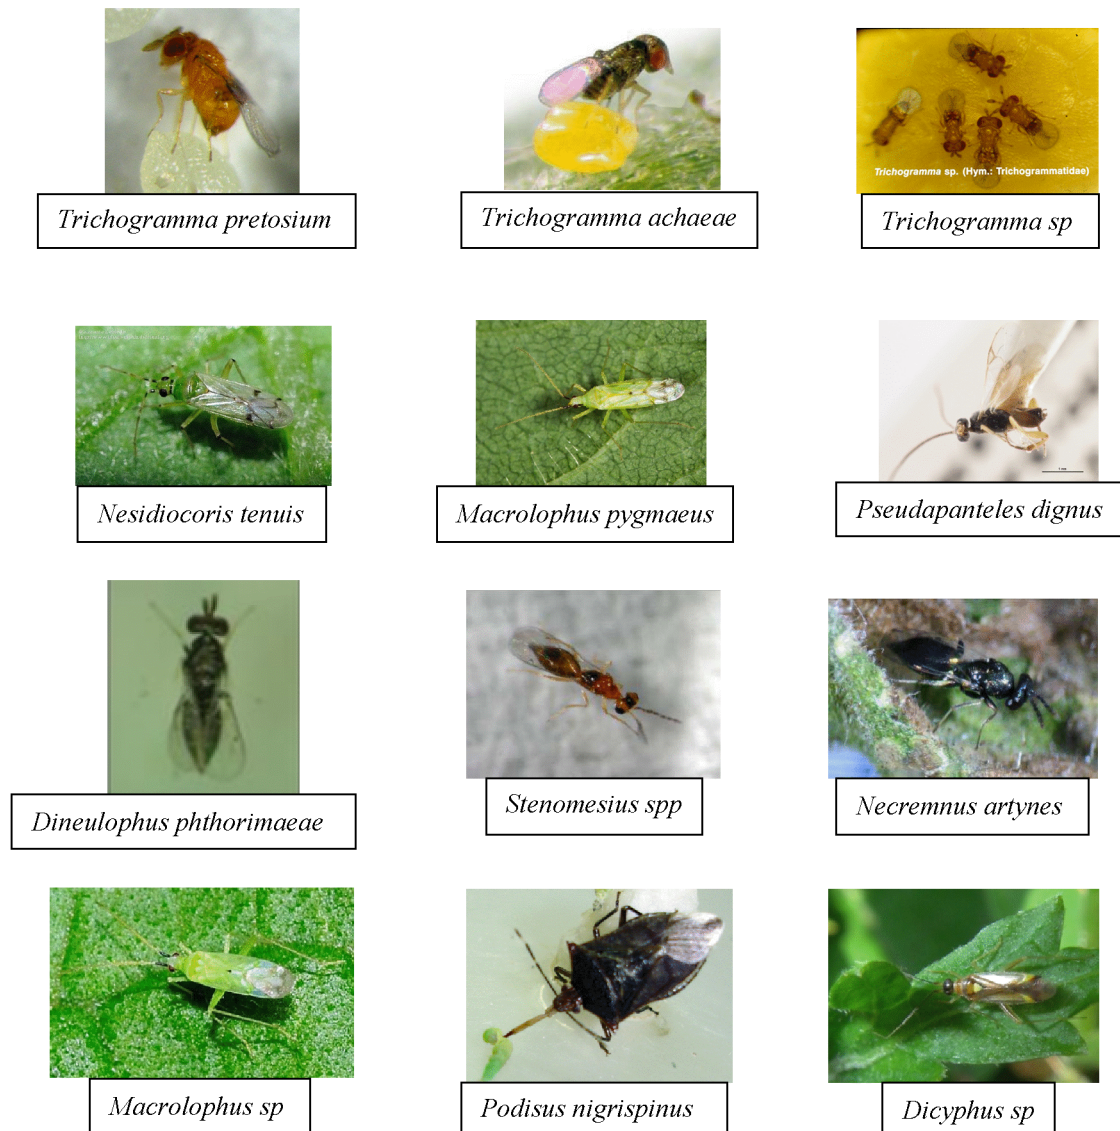 Trichogramma sp. (Hym.: Trichogrammatidae)
Trichogramma pretosium
Trichogramma achaeae
Trichogramma sp
Nesidiocoris tenuis
Macrolophus pygmaeus
Pseudapanteles dignus
Dineulophus phthorimaeae
Stenomesius spp
Necremnus artynes
Macrolophus sp
Podisus nigrispinus
Dicyphus sp